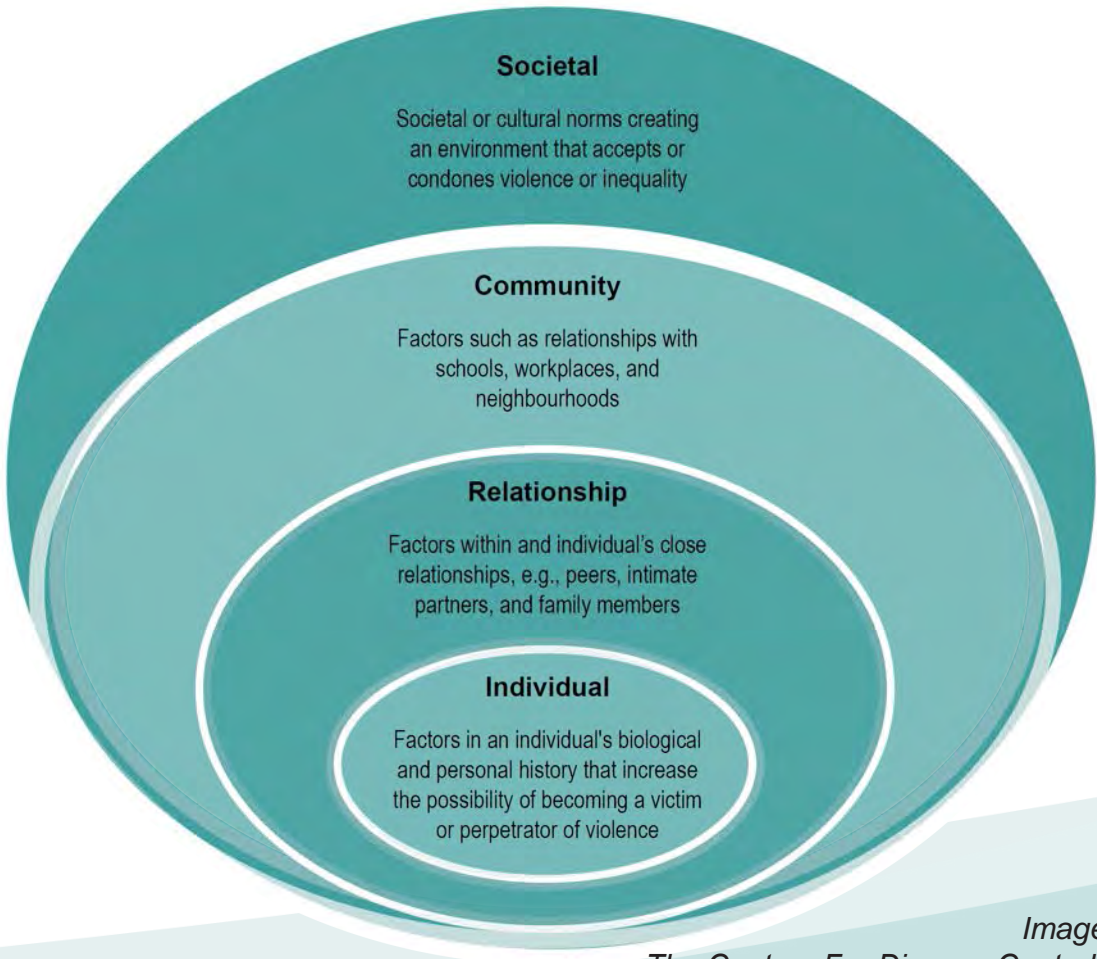 Societal
Societal or cultural norms creating
an environment that accepts or
condones violence or inequality
Community
Factors such as relationships with
schools, workplaces, and
neighbourhoods
Relationship
Factors within and individual's close
relationships, e.g., peers, intimate
partners, and family members
Individual
Factors in an individual's biological
and personal history that increase
the possibility of becoming a victim
or perpetrator of violence
Image